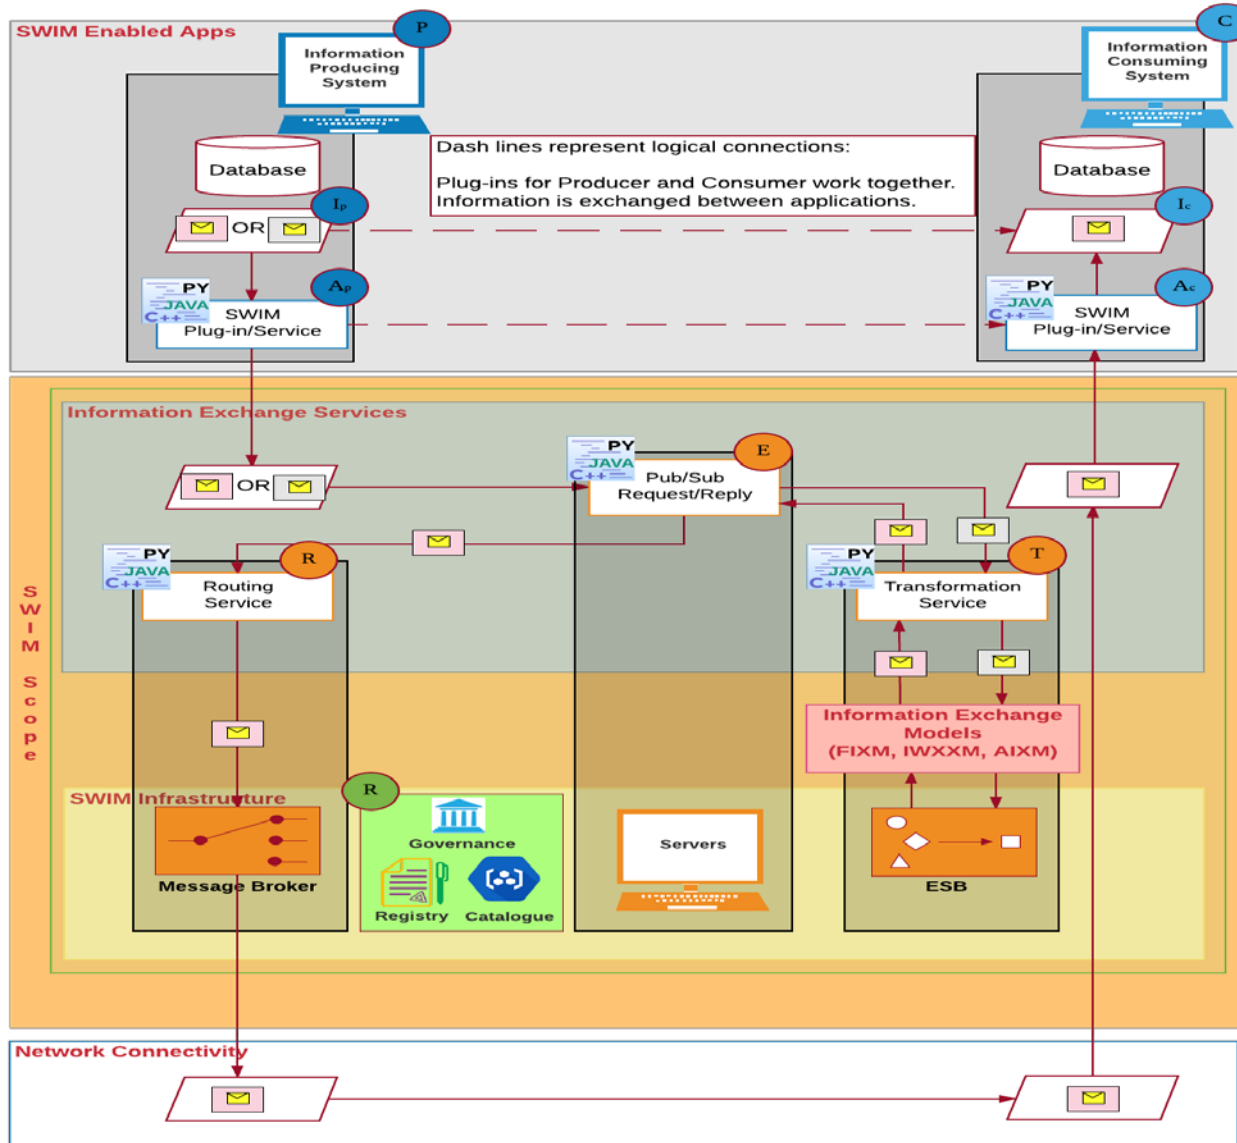 SWIM Enabled Apps
P
Information
Producing
System
C
Information
Consuming
System
Database
Dash lines represent logical connections:
Plug-ins for Producer and Consumer work together.
Information is exchanged between applications.
Database
Ip
OR
Ic
Ap
PY
JAVA
C++
SWIM
Plug-in/Service
Ac
PY
JAVA
C++
SWIM
Plug-in/Service
SWIM Scope
Information Exchange Services
OR
PY
JAVA
C++
E
Pub/Sub
Request/Reply
PY
JAVA
C++
R
Routing
Service
PY
JAVA
C++
T
Transformation
Service
Information Exchange
Models
(FIXM, IWXXM, AIXM)
SWIM Infrastructure
R
Message Broker
Governance
Registry
Catalogue
Servers
ESB
Network Connectivity